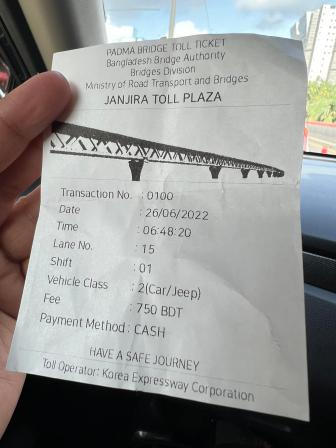 PADMA BRIDGE TOLL TICKET
Bangladesh Bridge Authority
Bridges Division
Ministry of Road Transport and Bridges
JANJIRA TOLL PLAZA
Transaction No. : 0100
Date : 26/06/2022
Time : 06:48:20
Lane No. : 15
Shift : 01
Vehicle Class : 2(Car/Jeep)
Fee : 750 BDT
Payment Method : CASH
HAVE A SAFE JOURNEY
Toll Operator: Korea Expressway Corporation